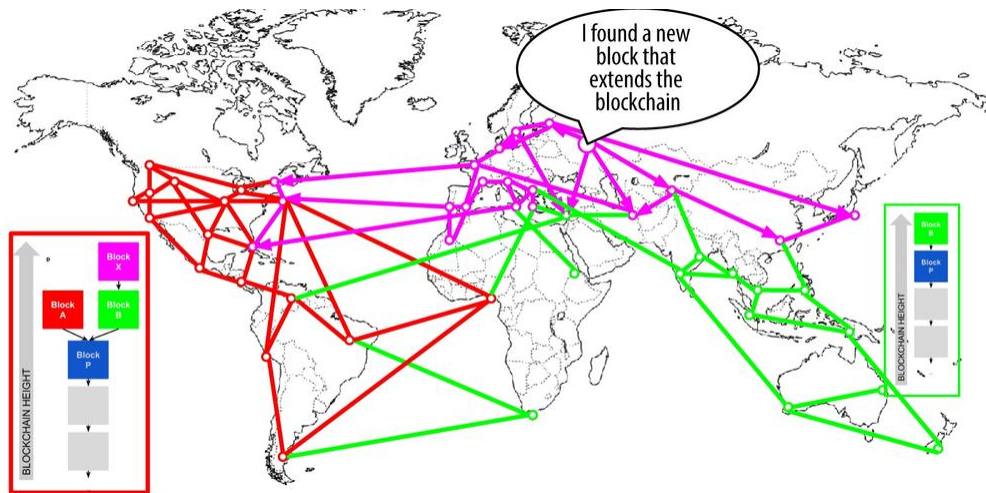 I found a new
block that
extends the
blockchain
BLOCKCHAIN HEIGHT
Block
X
Block
A
Block
B
Block
P
BLOCKCHAIN HEIGHT
Block
B
Block
P